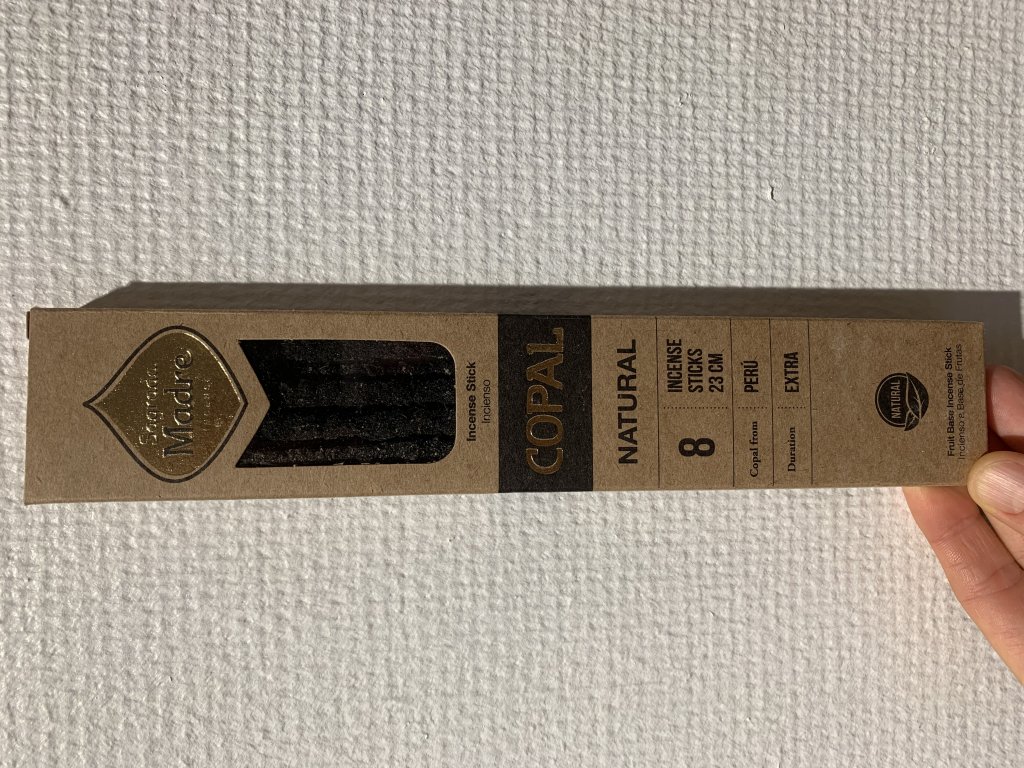 Sagrada
Madre
Incense Stick
Incienso
COPAL
NATURAL
8
INCENSE
STICKS
23 CM
Copal from
PERÚ
Duration
EXTRA
NATURAL
Fruit Base Incense Stick
Incienso a Base de Frutas